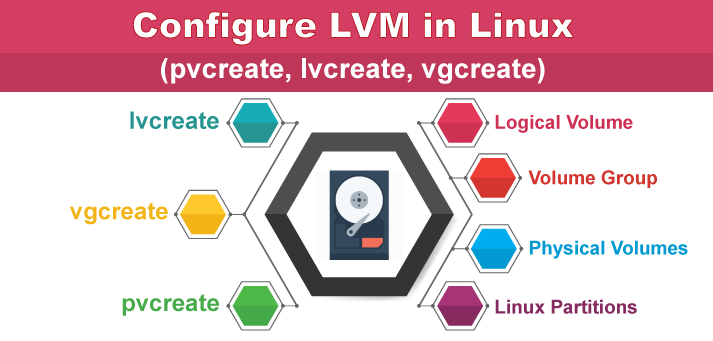 Configure LVM in Linux
(pvcreate, lvcreate, vgcreate)
lvcreate
vgcreate
pvcreate
Logical Volume
Volume Group
Physical Volumes
Linux Partitions